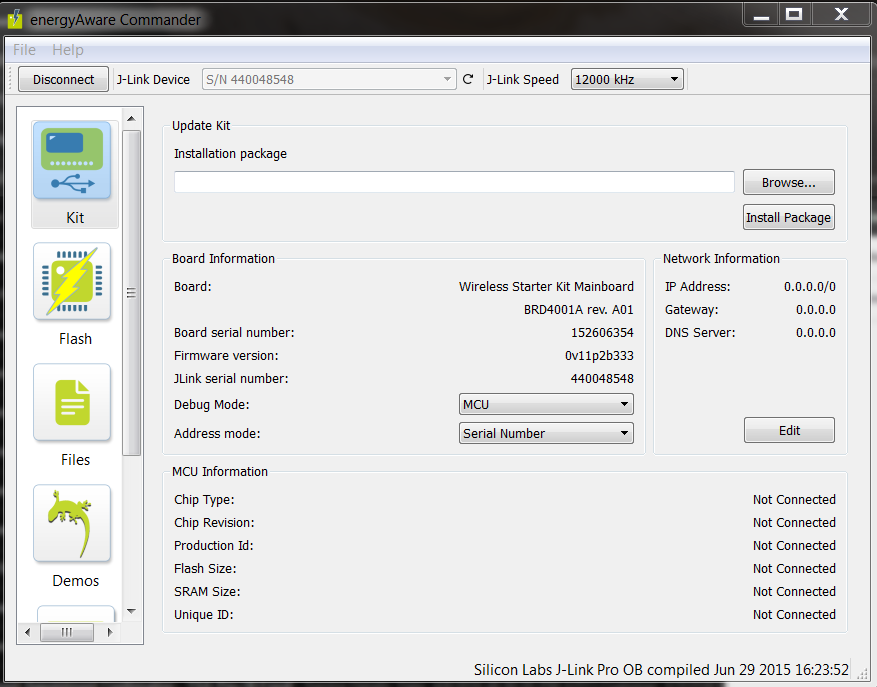 energyAware Commander
File Help
Disconnect J-Link Device S/N 440048548 J-Link Speed 12000 kHz
Kit
Flash
Files
Demos
Update Kit
Installation package
Browse...
Install Package
Board Information
Board: Wireless Starter Kit Mainboard
BRD4001A rev. A01
Board serial number: 152606354
Firmware version: 0v11p2b333
JLink serial number: 440048548
Debug Mode: MCU
Address mode: Serial Number
Network Information
IP Address: 0.0.0.0/0
Gateway: 0.0.0.0
DNS Server: 0.0.0.0
Edit
MCU Information
Chip Type: Not Connected
Chip Revision: Not Connected
Production Id: Not Connected
Flash Size: Not Connected
SRAM Size: Not Connected
Unique ID: Not Connected
Silicon Labs J-Link Pro OB compiled Jun 29 2015 16:23:52